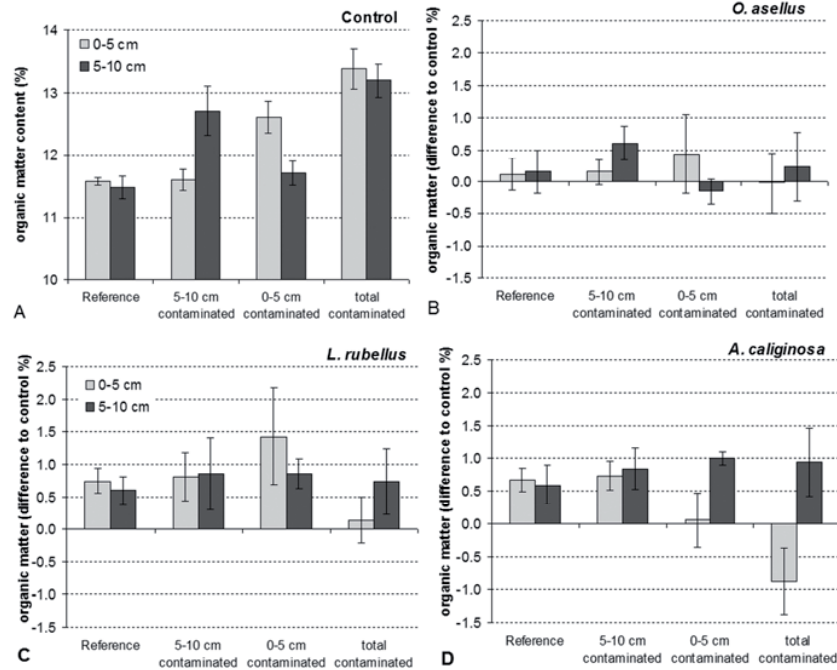 Control
organic matter content (%)
14
13
12
11
10
0-5 cm
5-10 cm
Reference
5-10 cm contaminated
0-5 cm contaminated
total contaminated
A
O. asellus
organic matter (difference to control %)
2.5
2.0
1.5
1.0
0.5
0.0
-0.5
-1.0
-1.5
Reference
5-10 cm contaminated
0-5 cm contaminated
total contaminated
B
L. rubellus
organic matter (difference to control %)
2.5
2.0
1.5
1.0
0.5
0.0
-0.5
-1.0
-1.5
0-5 cm
5-10 cm
Reference
5-10 cm contaminated
0-5 cm contaminated
total contaminated
C
A. caliginosa
organic matter (difference to control %)
2.5
2.0
1.5
1.0
0.5
0.0
-0.5
-1.0
-1.5
Reference
5-10 cm contaminated
0-5 cm contaminated
total contaminated
D